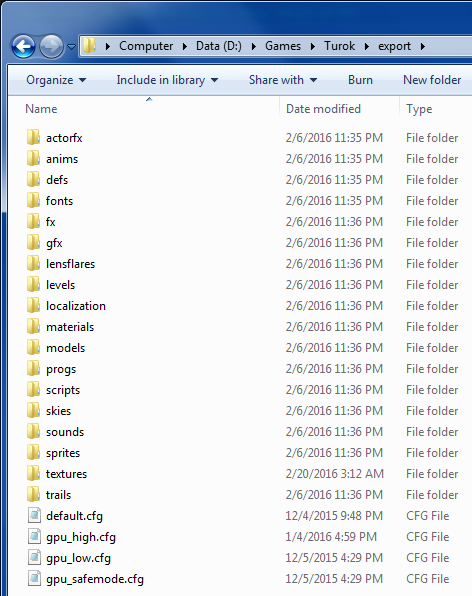 Computer Data (D:) Games Turok export
Organize Include in library Share with Burn New folder
Name Date modified Type
actorfx 2/6/2016 11:35 PM File folder
anims 2/6/2016 11:35 PM File folder
defs 2/6/2016 11:35 PM File folder
fonts 2/6/2016 11:36 PM File folder
fx 2/6/2016 11:36 PM File folder
gfx 2/6/2016 11:36 PM File folder
lensflares 2/6/2016 11:36 PM File folder
levels 2/6/2016 11:36 PM File folder
localization 2/6/2016 11:36 PM File folder
materials 2/6/2016 11:36 PM File folder
models 2/6/2016 11:36 PM File folder
progs 2/6/2016 11:36 PM File folder
scripts 2/6/2016 11:36 PM File folder
skies 2/6/2016 11:36 PM File folder
sounds 2/6/2016 11:36 PM File folder
sprites 2/6/2016 11:36 PM File folder
textures 2/20/2016 3:12 AM File folder
trails 2/6/2016 11:36 PM File folder
default.cfg 12/4/2015 9:48 PM CFG File
gpu_high.cfg 1/4/2016 4:59 PM CFG File
gpu_low.cfg 12/5/2015 4:29 PM CFG File
gpu_safemode.cfg 12/5/2015 4:29 PM CFG File